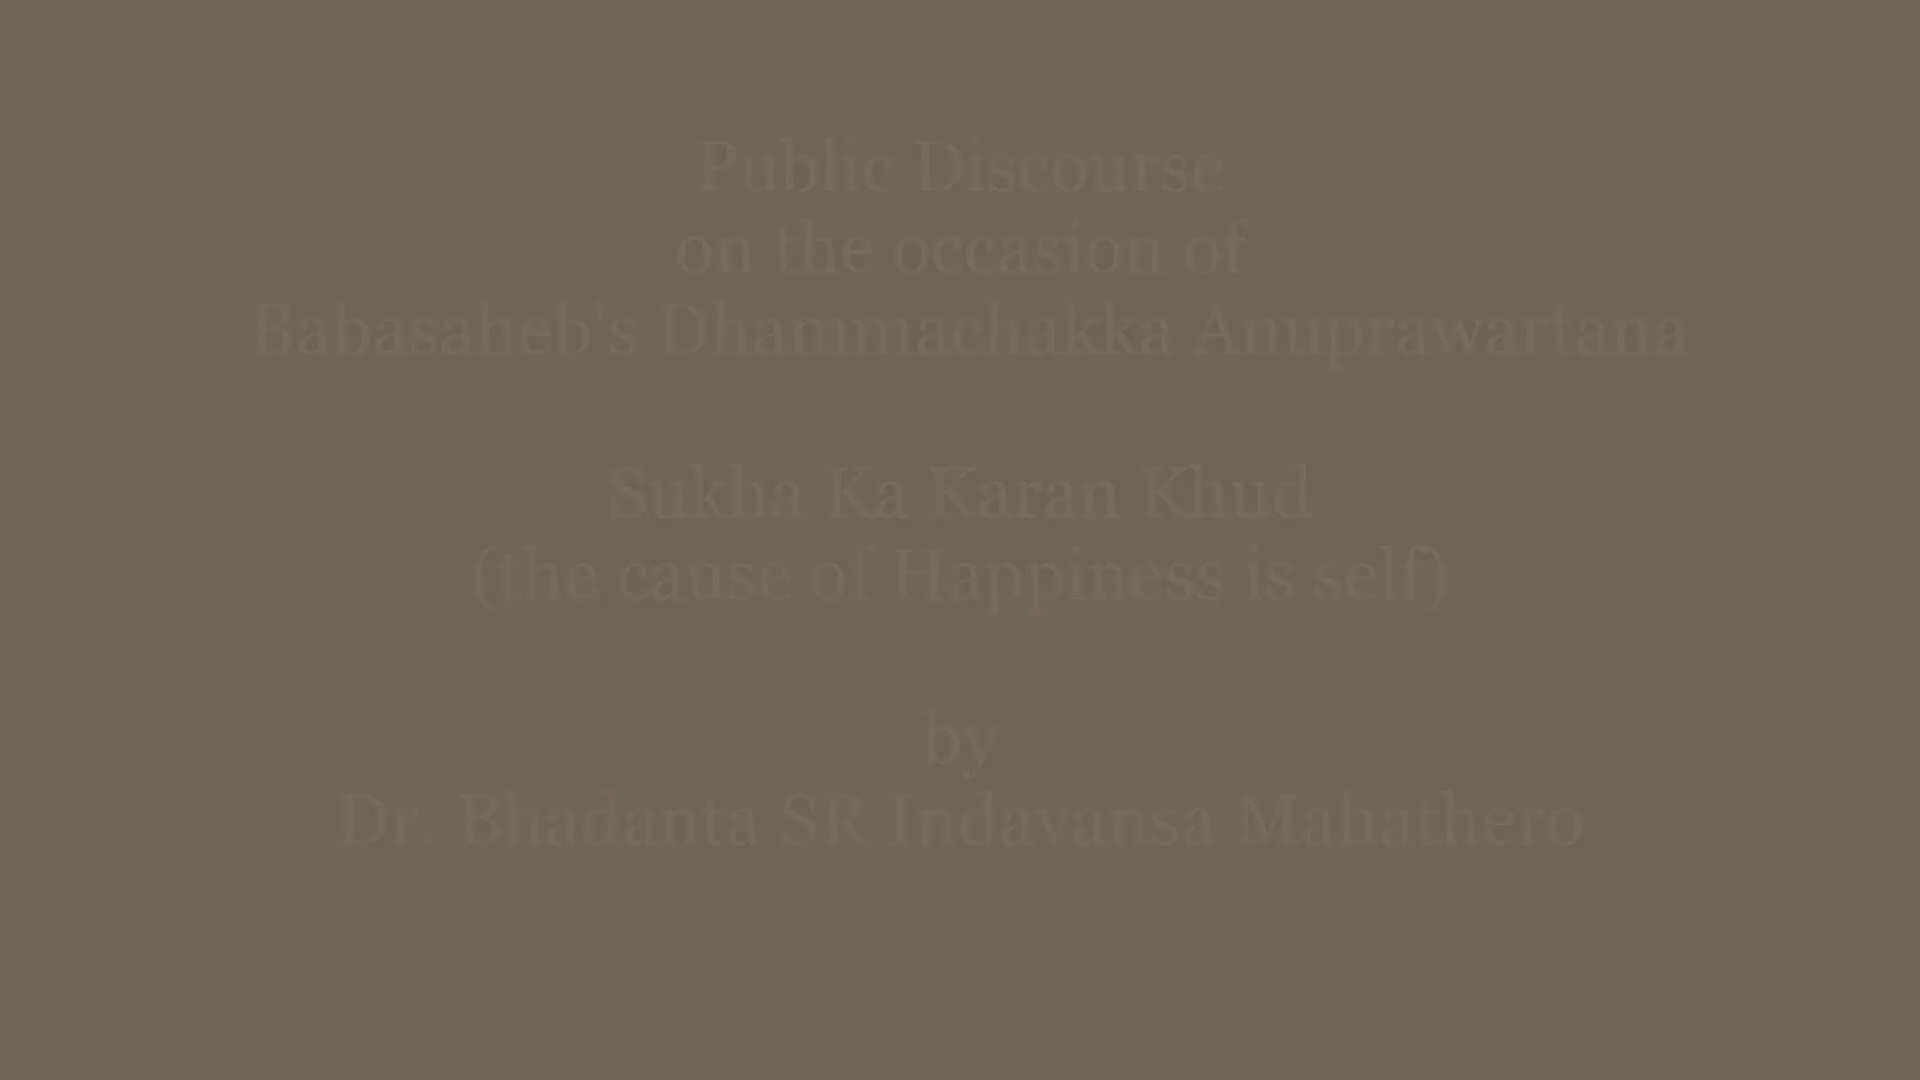 Public Discourse
on the occasion of
Babasaheb's Dhammachakka Anuprawartana
Sukha Ka Karan Khud
(the cause of Happiness is self)
by
Dr. Bhadanta SR Indavansa Mahathero